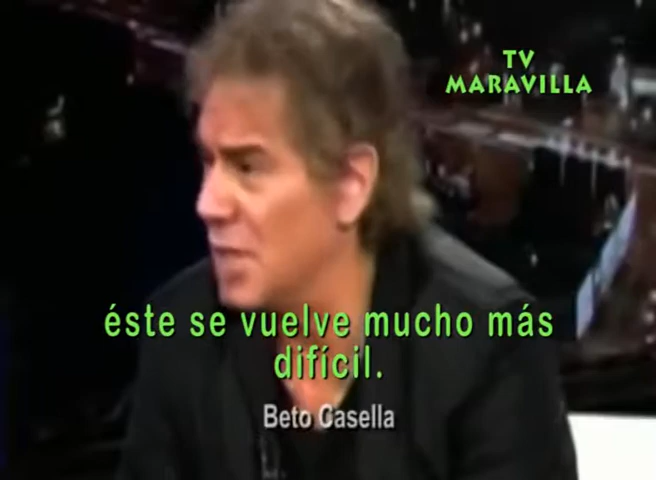 TV
MARAVILLA
éste se vuelve mucho más
difícil.
Beto Casella